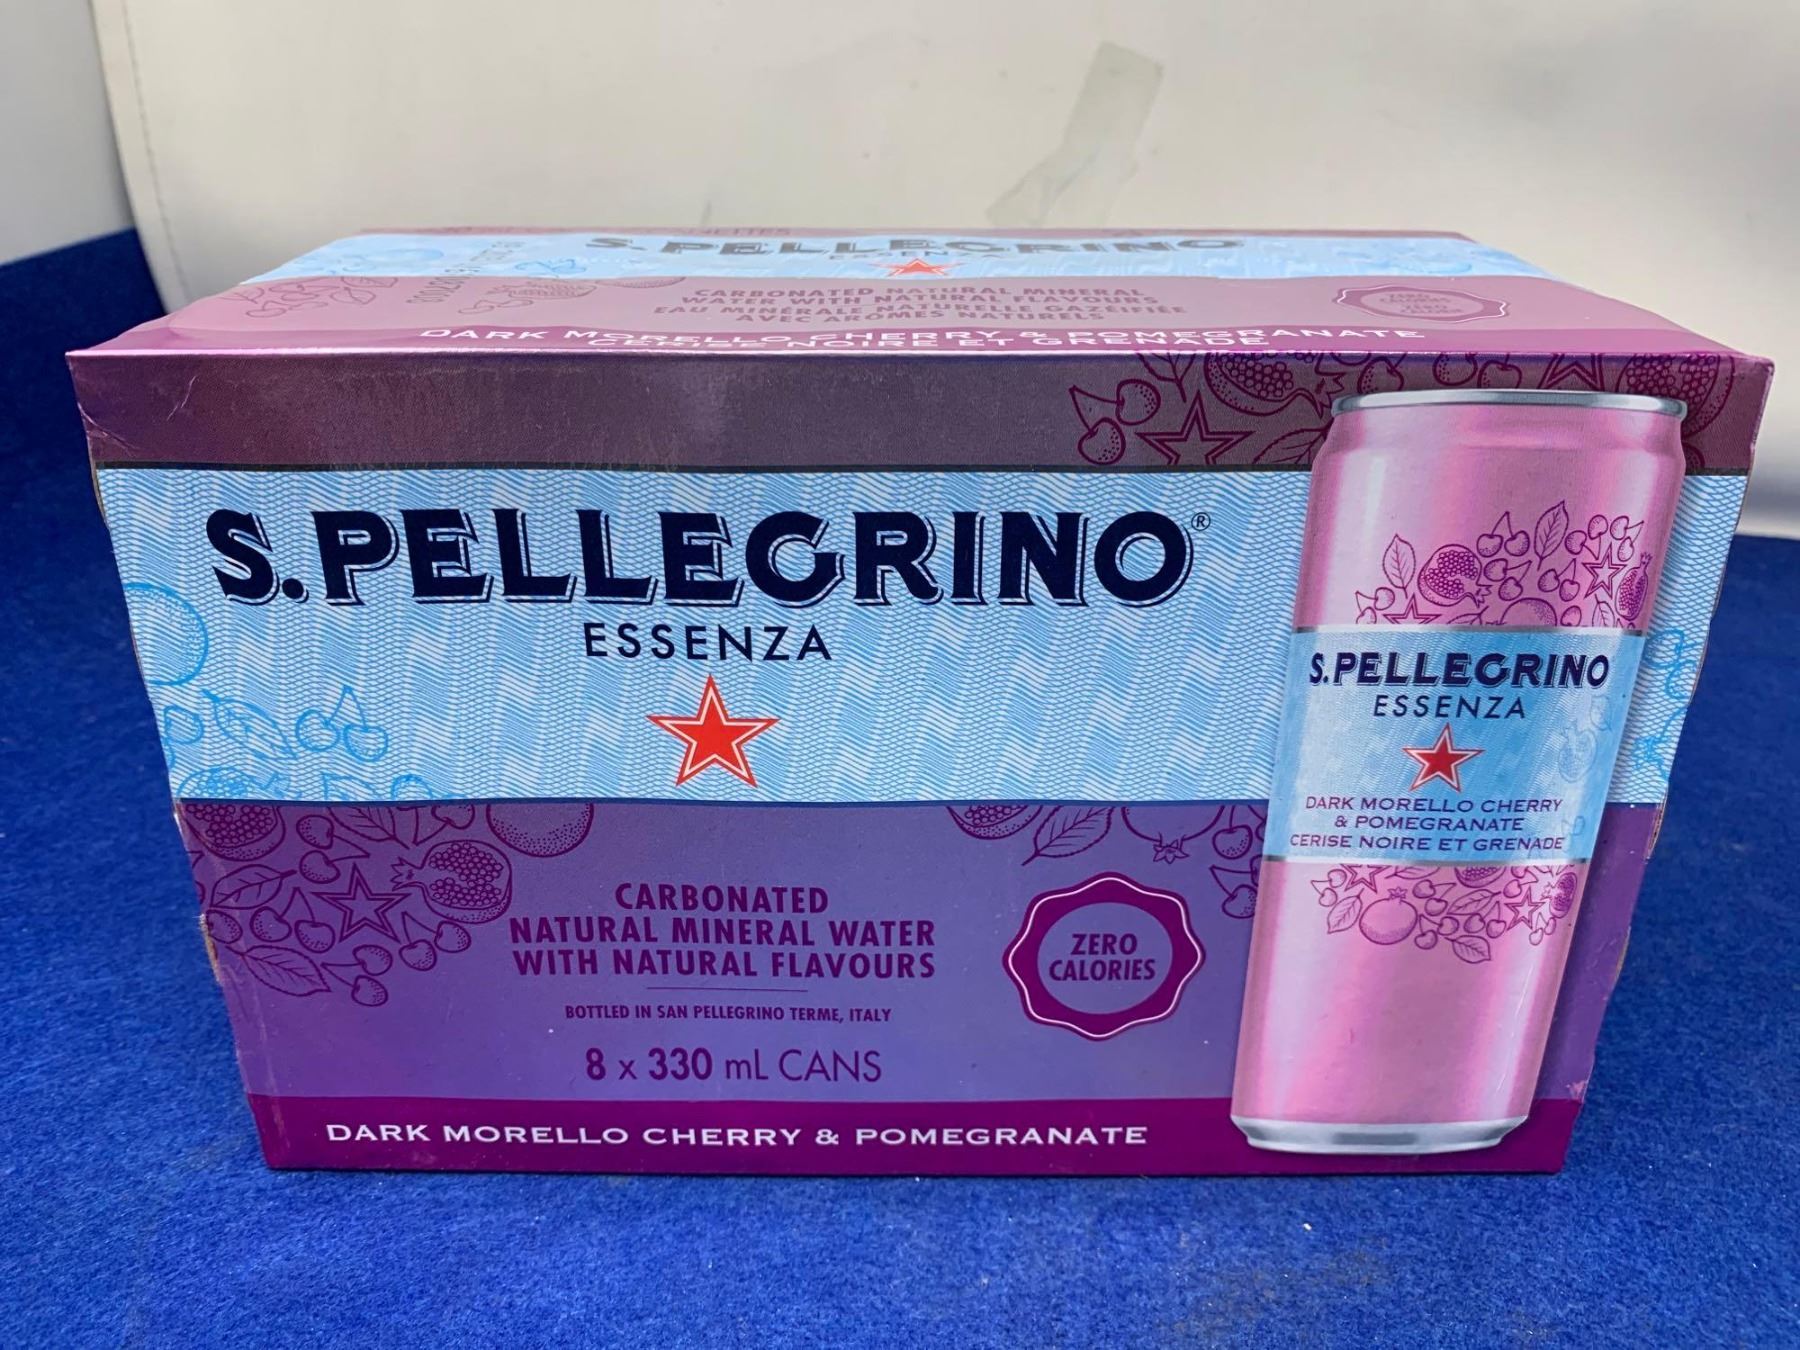 S. PELLEGRINO
ESSENZA
CARBONATED NATURAL MINERAL
WATER WITH NATURAL FLAVOURS
EAU MINÉRALE NATURELLE GAZÉIFIÉE
AVEC ARÔMES NATURELS
ZERO
CALORIES
DARK MORELLO CHERRY & POMEGRANATE
CERISE NOIRE ET GRENADE
S.PELLEGRINO®
ESSENZA
CARBONATED
NATURAL MINERAL WATER
WITH NATURAL FLAVOURS
BOTTLED IN SAN PELLEGRINO TERME, ITALY
8 x 330 mL CANS
ZERO
CALORIES
DARK MORELLO CHERRY & POMEGRANATE
S.PELLEGRINO
ESSENZA
DARK MORELLO CHERRY
& POMEGRANATE
CERISE NOIRE ET GRENADE